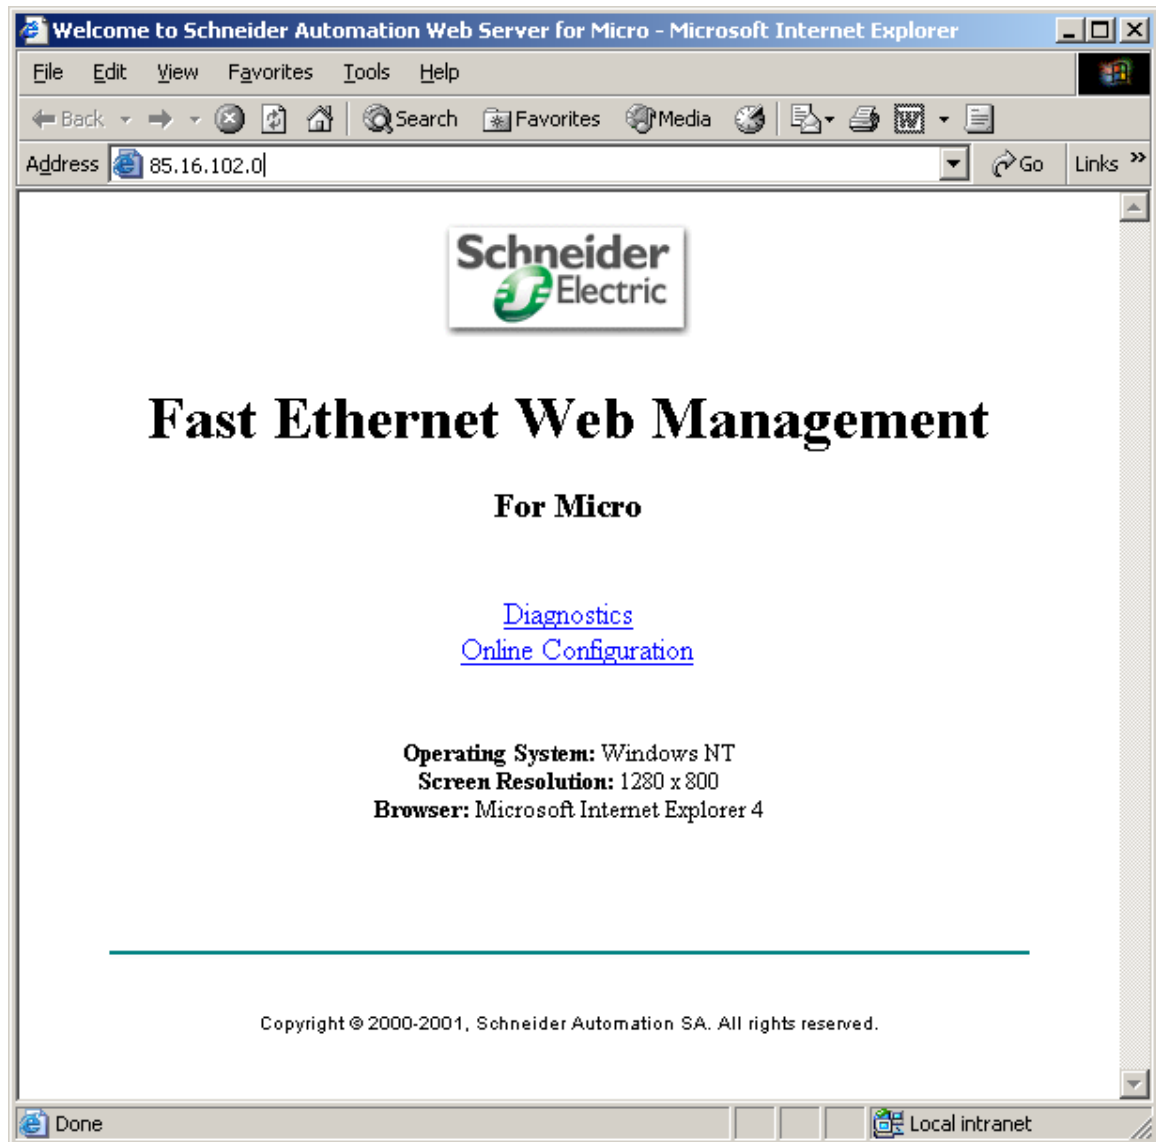 Welcome to Schneider Automation Web Server for Micro - Microsoft Internet Explorer
File Edit View Favorites Tools Help
Back Search Favorites Media
Address 85.16.102.0 Go Links »
Schneider
Electric
Fast Ethernet Web Management
For Micro
Diagnostics
Online Configuration
Operating System: Windows NT
Screen Resolution: 1280 x 800
Browser: Microsoft Internet Explorer 4
Copyright © 2000-2001, Schneider Automation SA. All rights reserved.
Done Local intranet